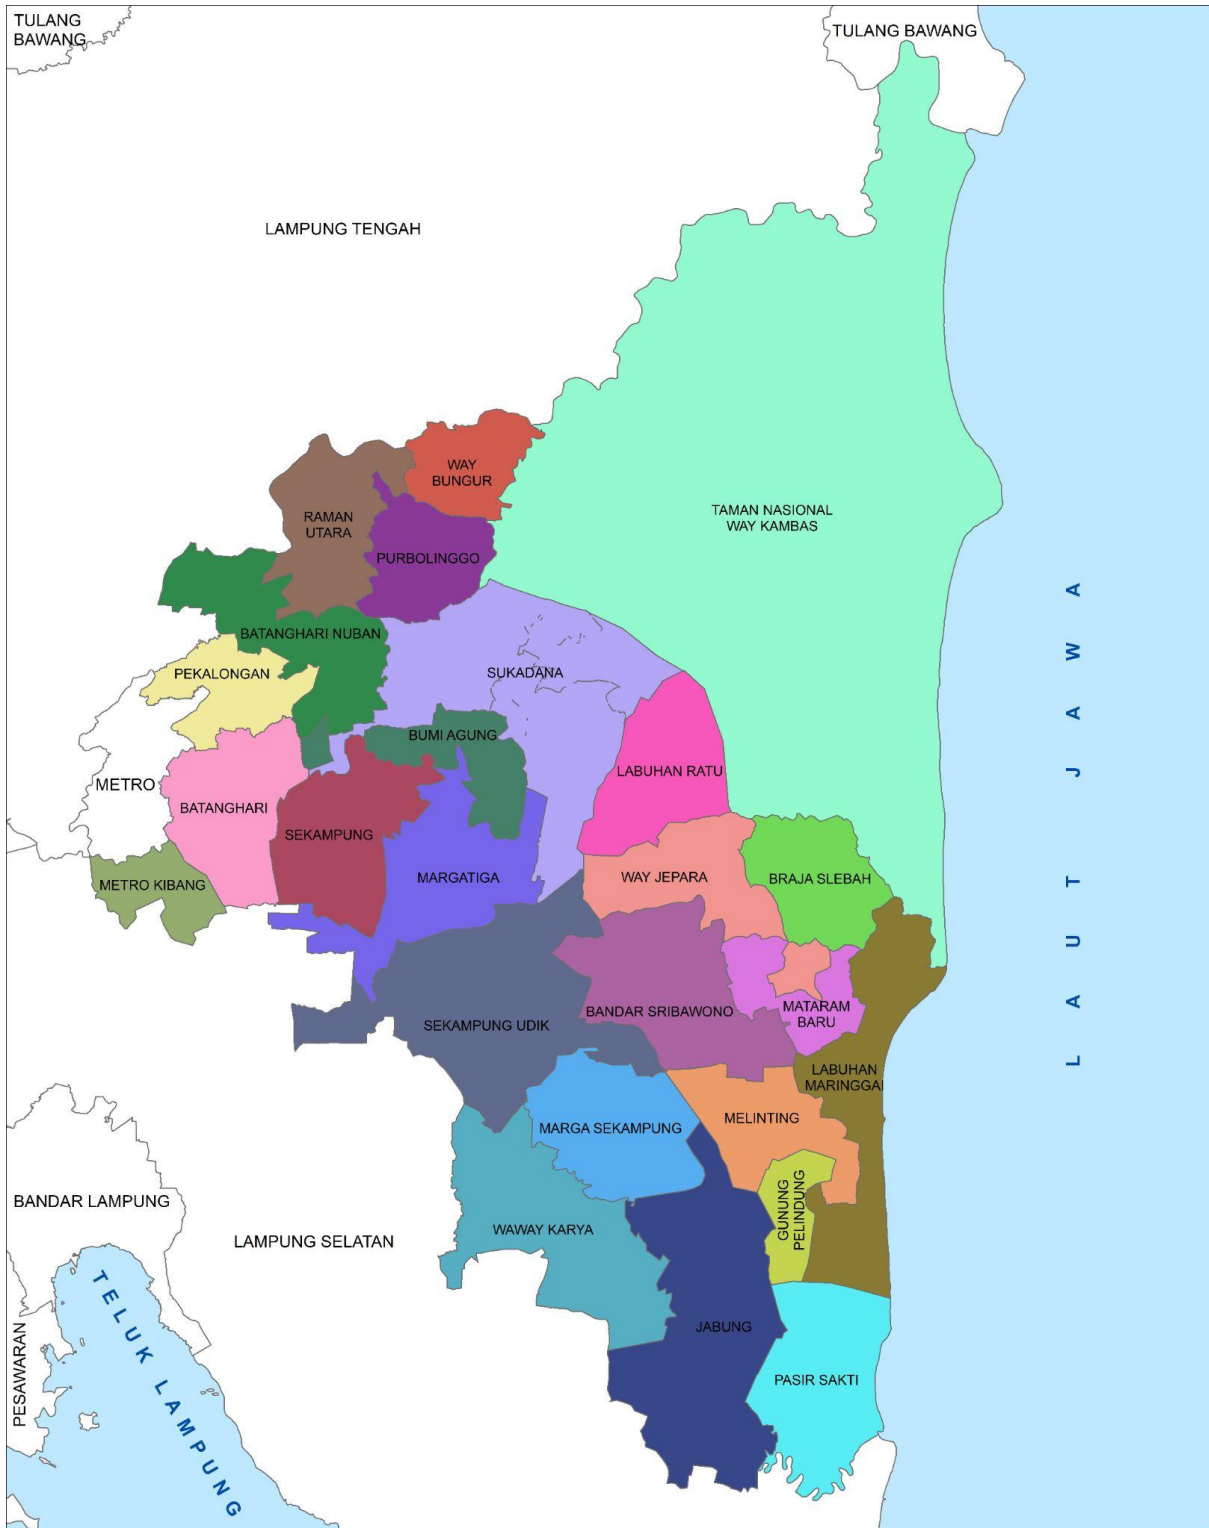 TULANG
BAWANG
TULANG BAWANG
LAMPUNG TENGAH
WAY
BUNGUR
TAMAN NASIONAL
WAY KAMBAS
RAMAN
UTARA
PURBOLINGGO
BATANGHARI NUBAN
PEKALONGAN
SUKADANA
BUMI AGUNG
LABUHAN RATU
METRO
BATANGHARI
SEKAMPUNG
METRO KIBANG
MARGATIGA
WAY JEPARA
BRAJA SLEBAH
LAUT JAWA
SEKAMPUNG UDIK
BANDAR SRIBAWONO
MATARAM
BARU
LABUHAN
MARINGGAI
MARGA SEKAMPUNG
MELINTING
BANDAR LAMPUNG
LAMPUNG SELATAN
WAWAY KARYA
GUNUNG
PELINDUNG
TELUK LAMPUNG
PESAWARAN
JABUNG
PASIR SAKTI